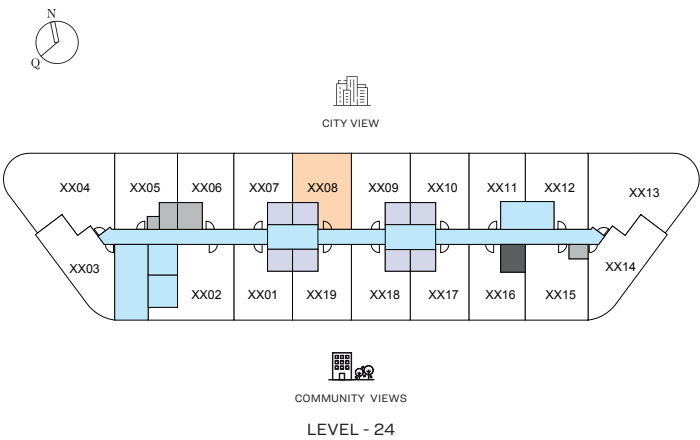 N
Q
CITY VIEW
XX04 XX05 XX06 XX07 XX08 XX09 XX10 XX11 XX12 XX13
XX03 XX14
XX02 XX01 XX19 XX18 XX17 XX16 XX15
COMMUNITY VIEWS
LEVEL - 24